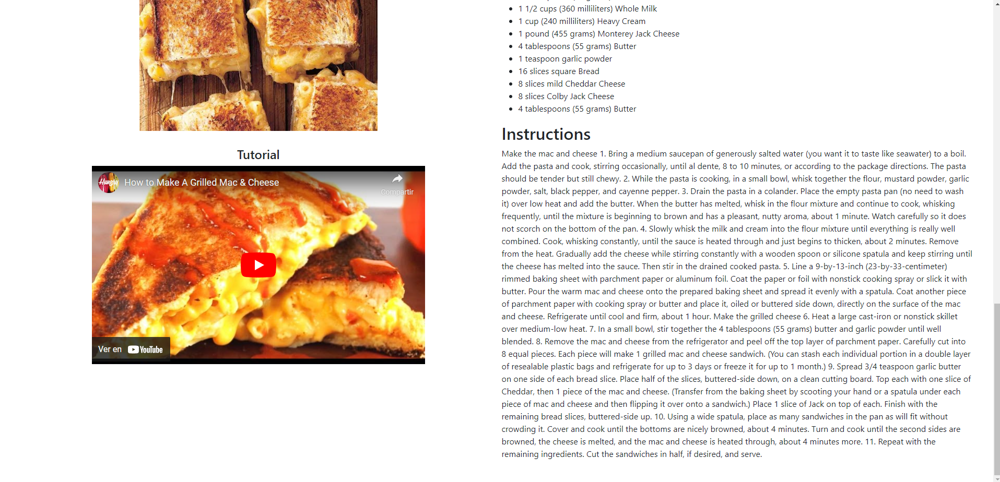 1 1/2 cups (360 milliliters) Whole Milk
1 cup (240 milliliters) Heavy Cream
1 pound (455 grams) Monterey Jack Cheese
4 tablespoons (55 grams) Butter
1 teaspoon garlic powder
16 slices square Bread
8 slices mild Cheddar Cheese
8 slices Colby Jack Cheese
4 tablespoons (55 grams) Butter
Tutorial
Hungry
How to Make A Grilled Mac & Cheese
Compartir
Ver en YouTube
Instructions
Make the mac and cheese 1. Bring a medium saucepan of generously salted water (you want it to taste like seawater) to a boil.
Add the pasta and cook, stirring occasionally, until al dente, 8 to 10 minutes, or according to the package directions. The pasta
should be tender but still chewy. 2. While the pasta is cooking, in a small bowl, whisk together the flour, mustard powder, garlic
powder, salt, black pepper, and cayenne pepper. 3. Drain the pasta in a colander. Place the empty pasta pan (no need to wash
it) over low heat and add the butter. When the butter has melted, whisk in the flour mixture and continue to cook, whisking
frequently, until the mixture is beginning to brown and has a pleasant, nutty aroma, about 1 minute. Watch carefully so it does
not scorch on the bottom of the pan. 4. Slowly whisk the milk and cream into the flour mixture until everything is really well
combined. Cook, whisking constantly, until the sauce is heated through and just begins to thicken, about 2 minutes. Remove
from the heat. Gradually add the cheese while stirring constantly with a wooden spoon or silicone spatula and keep stirring until
the cheese has melted into the sauce. Then stir in the drained cooked pasta. 5. Line a 9-by-13-inch (23-by-33-centimeter)
rimmed baking sheet with parchment paper or aluminum foil. Coat the paper or foil with nonstick cooking spray or slick it with
butter. Pour the warm mac and cheese onto the prepared baking sheet and spread it evenly with a spatula. Coat another piece
of parchment paper with cooking spray or butter and place it, oiled or buttered side down, directly on the surface of the mac
and cheese. Refrigerate until cool and firm, about 1 hour. Make the grilled cheese 6. Heat a large cast-iron or nonstick skillet
over medium-low heat. 7. In a small bowl, stir together the 4 tablespoons (55 grams) butter and garlic powder until well
blended. 8. Remove the mac and cheese from the refrigerator and peel off the top layer of parchment paper. Carefully cut into
8 equal pieces. Each piece will make 1 grilled mac and cheese sandwich. (You can stash each individual portion in a double layer
of resealable plastic bags and refrigerate for up to 3 days or freeze it for up to 1 month.) 9. Spread 3/4 teaspoon garlic butter
on one side of each bread slice. Place half of the slices, buttered-side down, on a clean cutting board. Top each with one slice of
Cheddar, then 1 piece of the mac and cheese. (Transfer from the baking sheet by scooting your hand or a spatula under each
piece of mac and cheese and then flipping it over onto a sandwich.) Place 1 slice of Jack on top of each. Finish with the
remaining bread slices, buttered-side up. 10. Using a wide spatula, place as many sandwiches in the pan as will fit without
crowding it. Cover and cook until the bottoms are nicely browned, about 4 minutes. Turn and cook until the second sides are
browned, the cheese is melted, and the mac and cheese is heated through, about 4 minutes more. 11. Repeat with the
remaining ingredients. Cut the sandwiches in half, if desired, and serve.